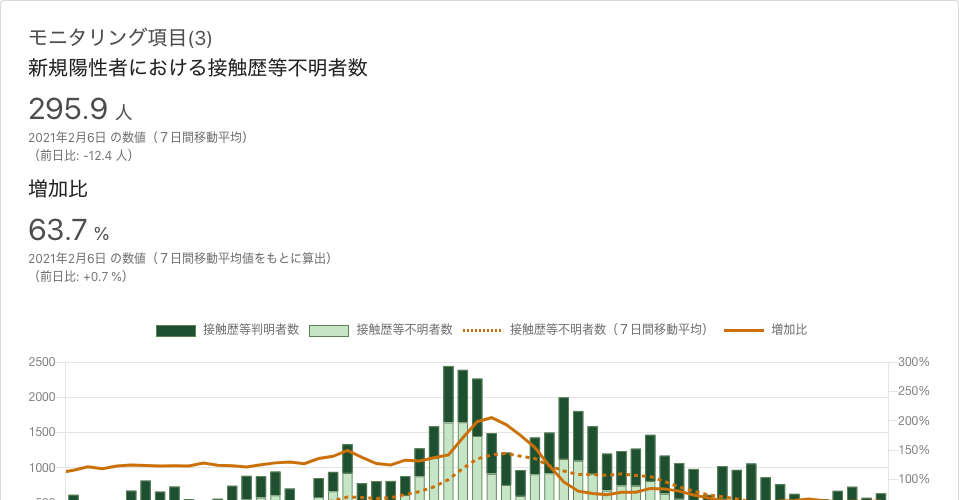 モニタリング項目(3)
新規陽性者における接触歴等不明者数
295.9 人
2021年2月6日 の数値（７日間移動平均）
（前日比: -12.4 人）
増加比
63.7 %
2021年2月6日 の数値（７日間移動平均値をもとに算出）
（前日比: +0.7 %）
接触歴等判明者数 接触歴等不明者数 接触歴等不明者数（７日間移動平均） 増加比
2500 300%
2000 250%
1500 200%
1000 150%
100%